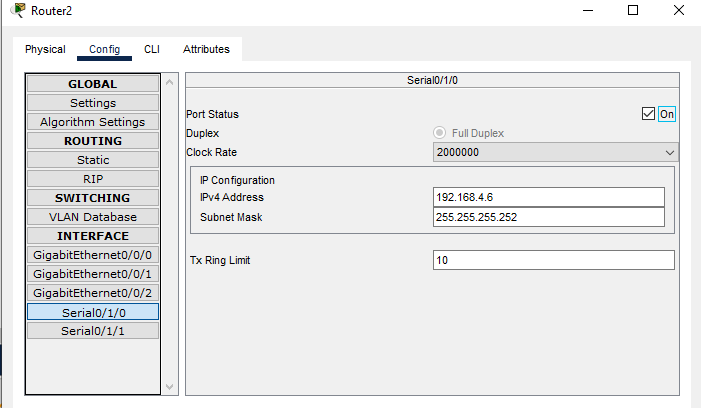 Router2
Physical Config CLI Attributes
GLOBAL
Settings
Algorithm Settings
ROUTING
Static
RIP
SWITCHING
VLAN Database
INTERFACE
GigabitEthernet0/0/0
GigabitEthernet0/0/1
GigabitEthernet0/0/2
Serial0/1/0
Serial0/1/1
Serial0/1/0
Port Status On
Duplex Full Duplex
Clock Rate 2000000
IP Configuration
IPv4 Address 192.168.4.6
Subnet Mask 255.255.255.252
Tx Ring Limit 10